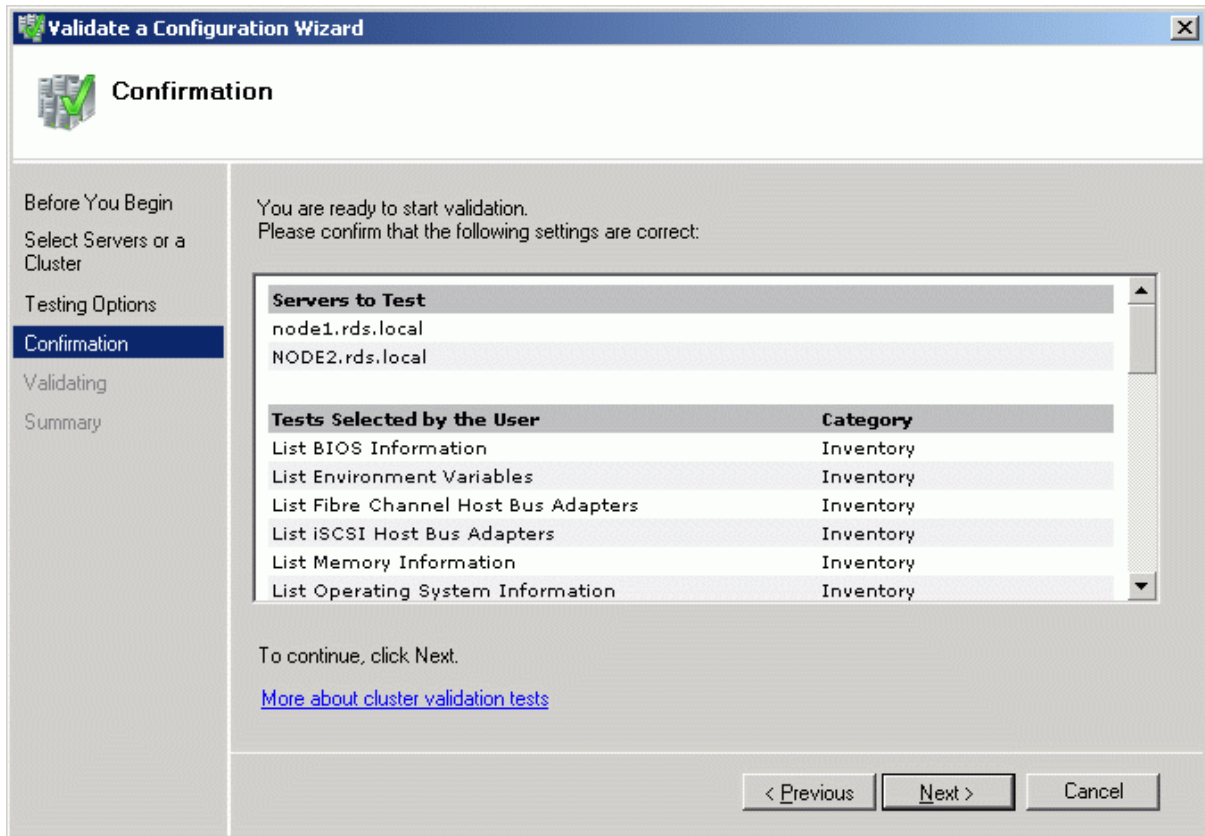 Validate a Configuration Wizard
Confirmation
Before You Begin
Select Servers or a
Cluster
Testing Options
Confirmation
Validating
Summary
You are ready to start validation.
Please confirm that the following settings are correct:
Servers to Test
node1.rds.local
NODE2.rds.local
Tests Selected by the User Category
List BIOS Information Inventory
List Environment Variables Inventory
List Fibre Channel Host Bus Adapters Inventory
List iSCSI Host Bus Adapters Inventory
List Memory Information Inventory
List Operating System Information Inventory
To continue, click Next.
More about cluster validation tests
< Previous Next > Cancel